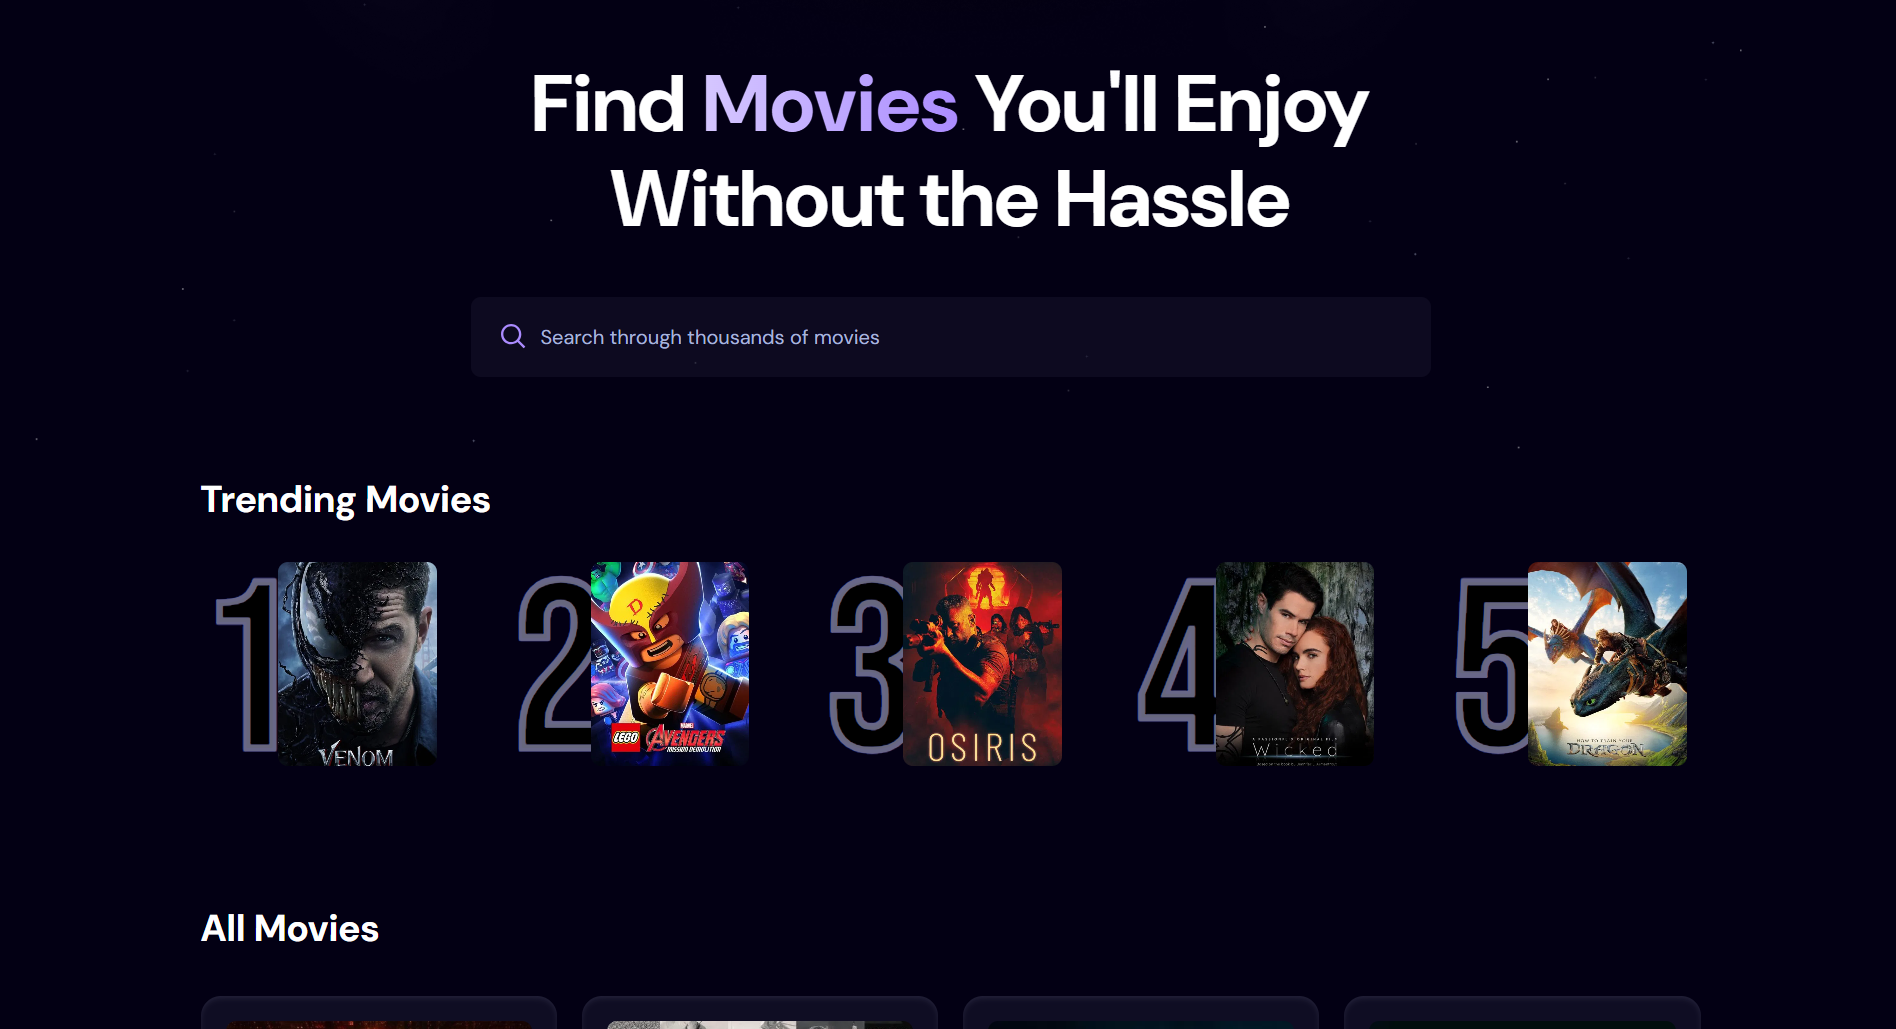 Find Movies You'll Enjoy
Without the Hassle
Search through thousands of movies
Trending Movies
1
VENOM
2
D
LEGO MARVEL AVENGERS
MISSION DEMOLITION
3
OSIRIS
4
Wicked
5
HOW TO TRAIN YOUR
DRAGON
All Movies